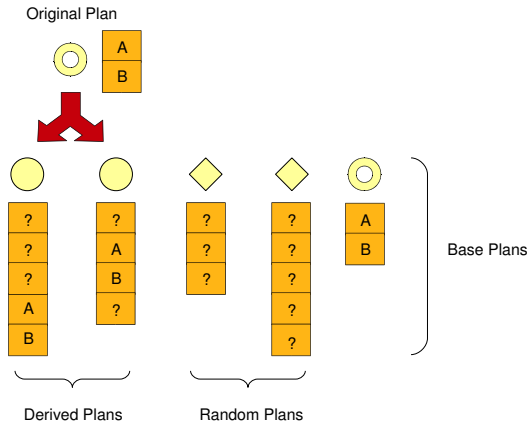 Original Plan
A
B
? ? ? ? A
? A ? ? B
? B ? ?
A ? ?
B ?
Base Plans
Derived Plans Random Plans